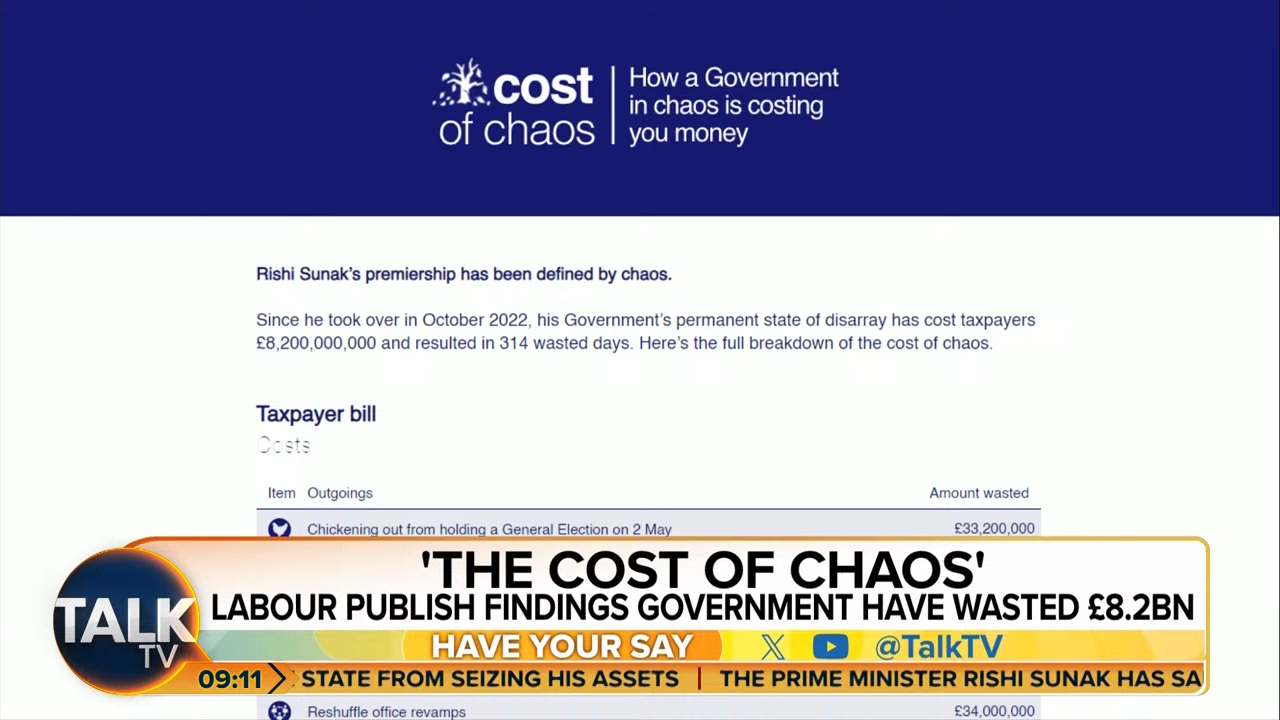 cost
of chaos
How a Government
in chaos is costing
you money
Rishi Sunak's premiership has been defined by chaos.
Since he took over in October 2022, his Government's permanent state of disarray has cost taxpayers
£8,200,000,000 and resulted in 314 wasted days. Here's the full breakdown of the cost of chaos.
Taxpayer bill
Costs
Item Outgoings Amount wasted
Chickening out from holding a General Election on 2 May £33,200,000
'THE COST OF CHAOS'
LABOUR PUBLISH FINDINGS GOVERNMENT HAVE WASTED £8.2BN
TALK
TV
HAVE YOUR SAY X @TalkTV
09:11 STATE FROM SEIZING HIS ASSETS | THE PRIME MINISTER RISHI SUNAK HAS SA
Reshuffle office revamps £34,000,000